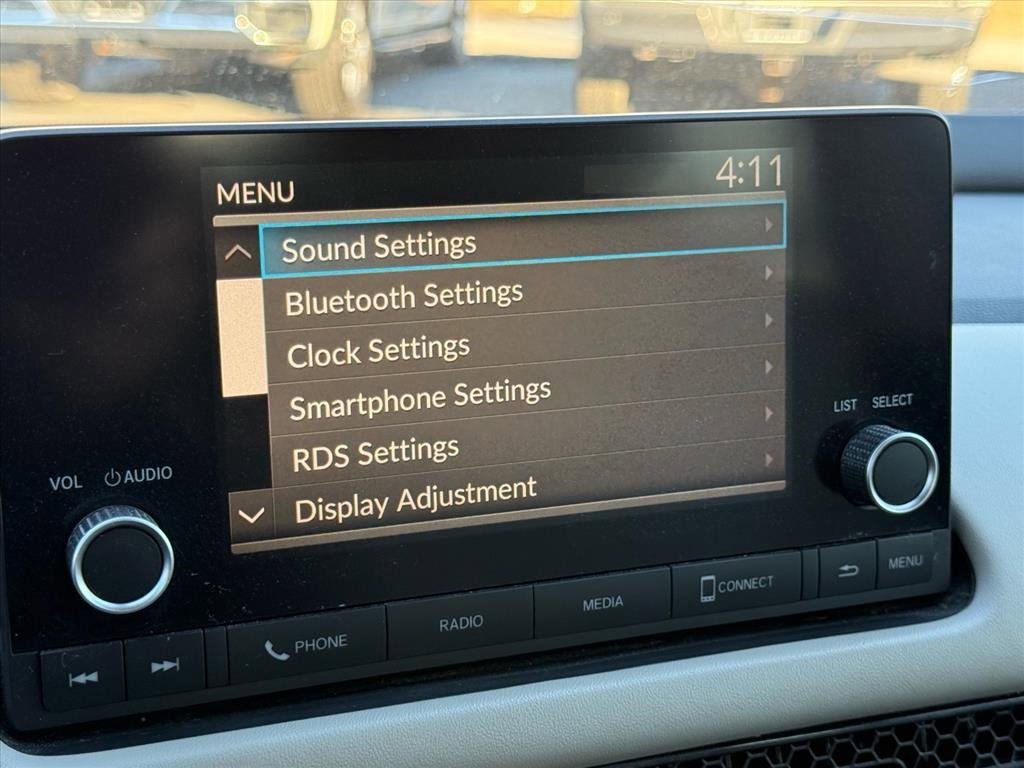 4:11
MENU
Sound Settings
Bluetooth Settings
Clock Settings
Smartphone Settings
RDS Settings
Display Adjustment
LIST SELECT
VOL AUDIO
PHONE
RADIO
MEDIA
CONNECT
MENU